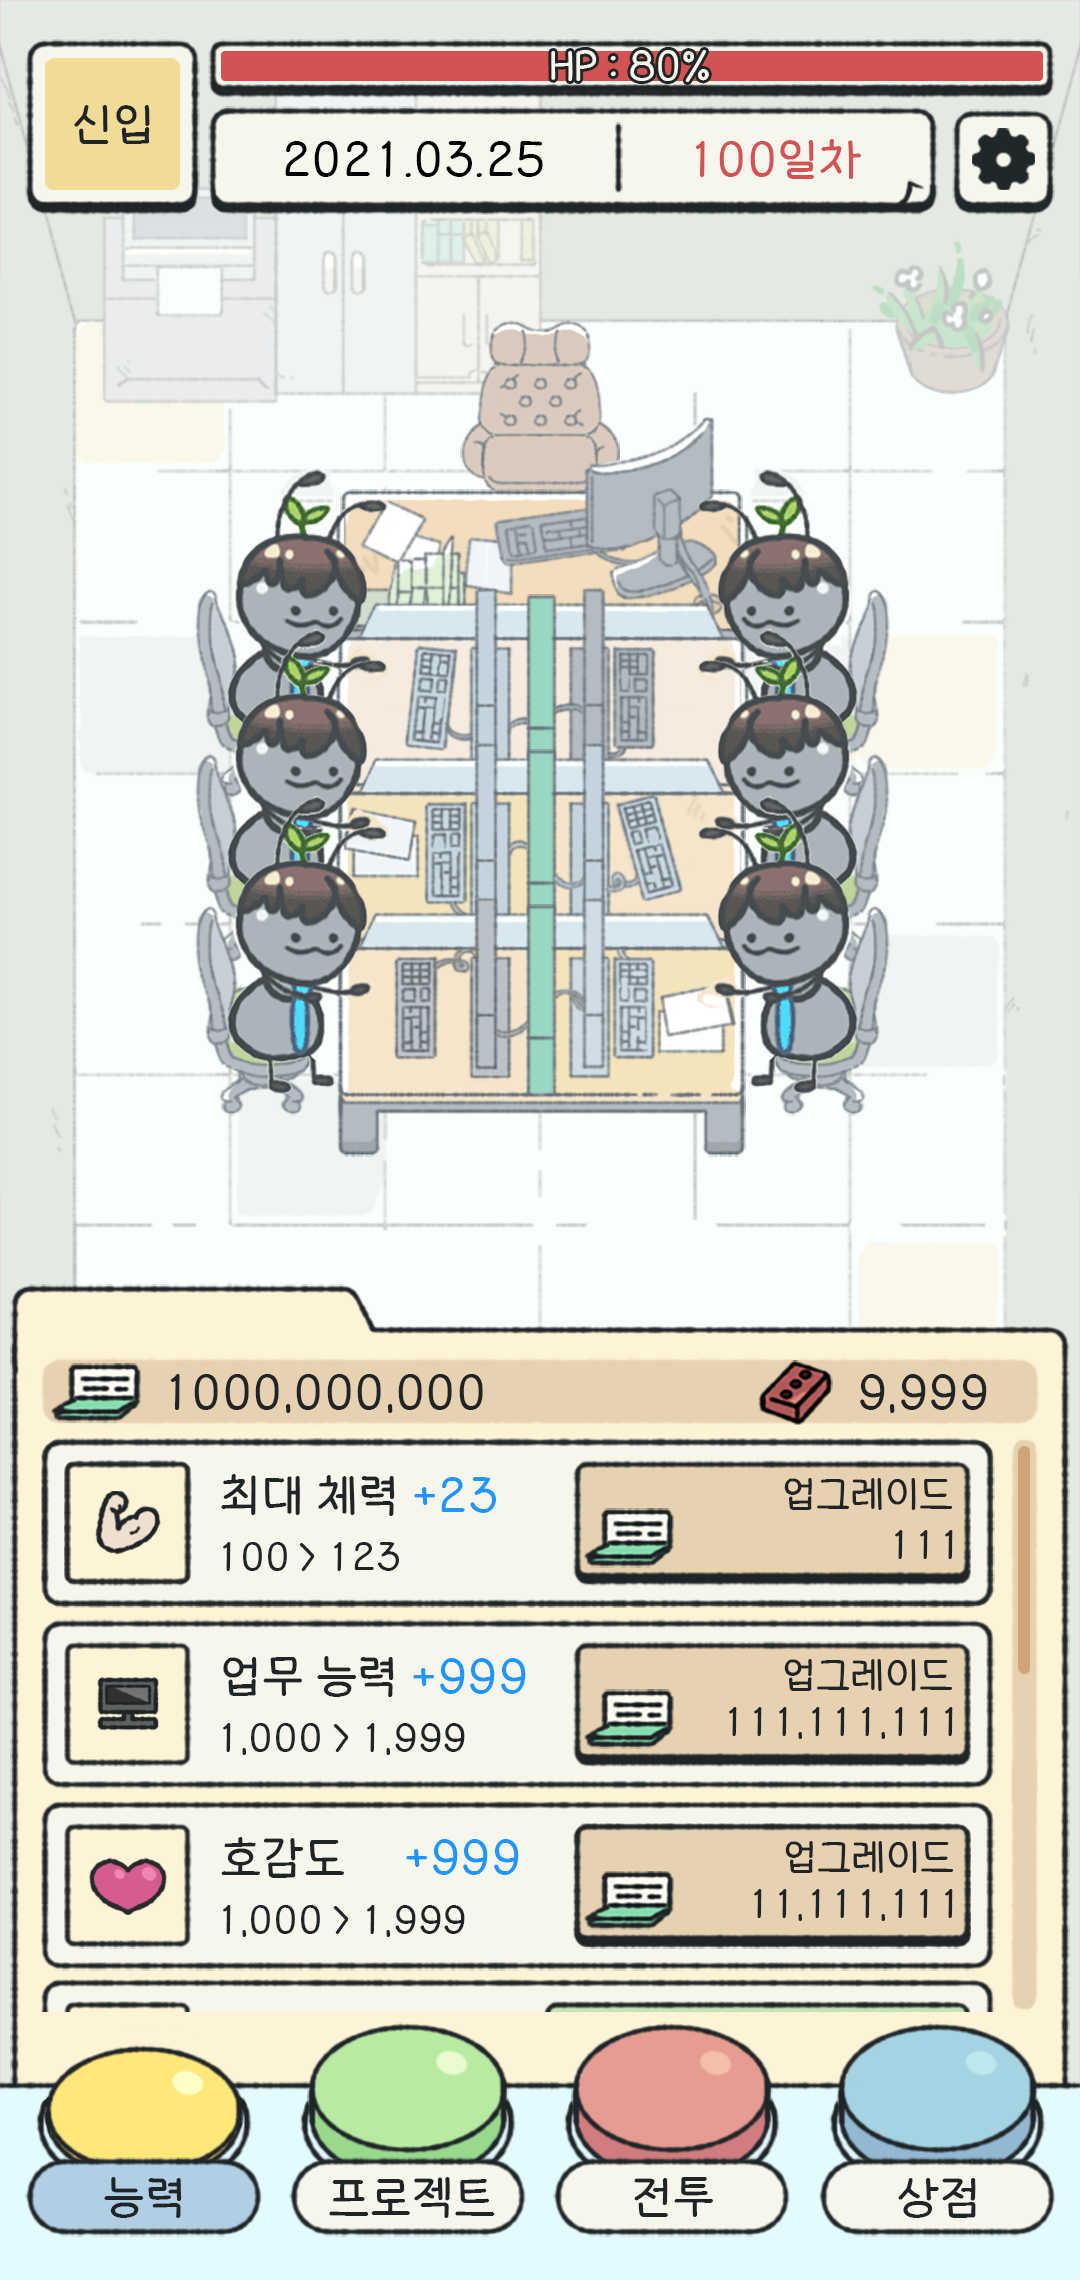 신입
HP : 80%
2021.03.25
100일차
1000,000,000
9,999
최대 체력 +23
100 > 123
업그레이드
111
업무 능력 +999
1,000 > 1,999
업그레이드
111,111,111
호감도 +999
1,000 > 1,999
업그레이드
11,111,111
능력
프로젝트
전투
상점